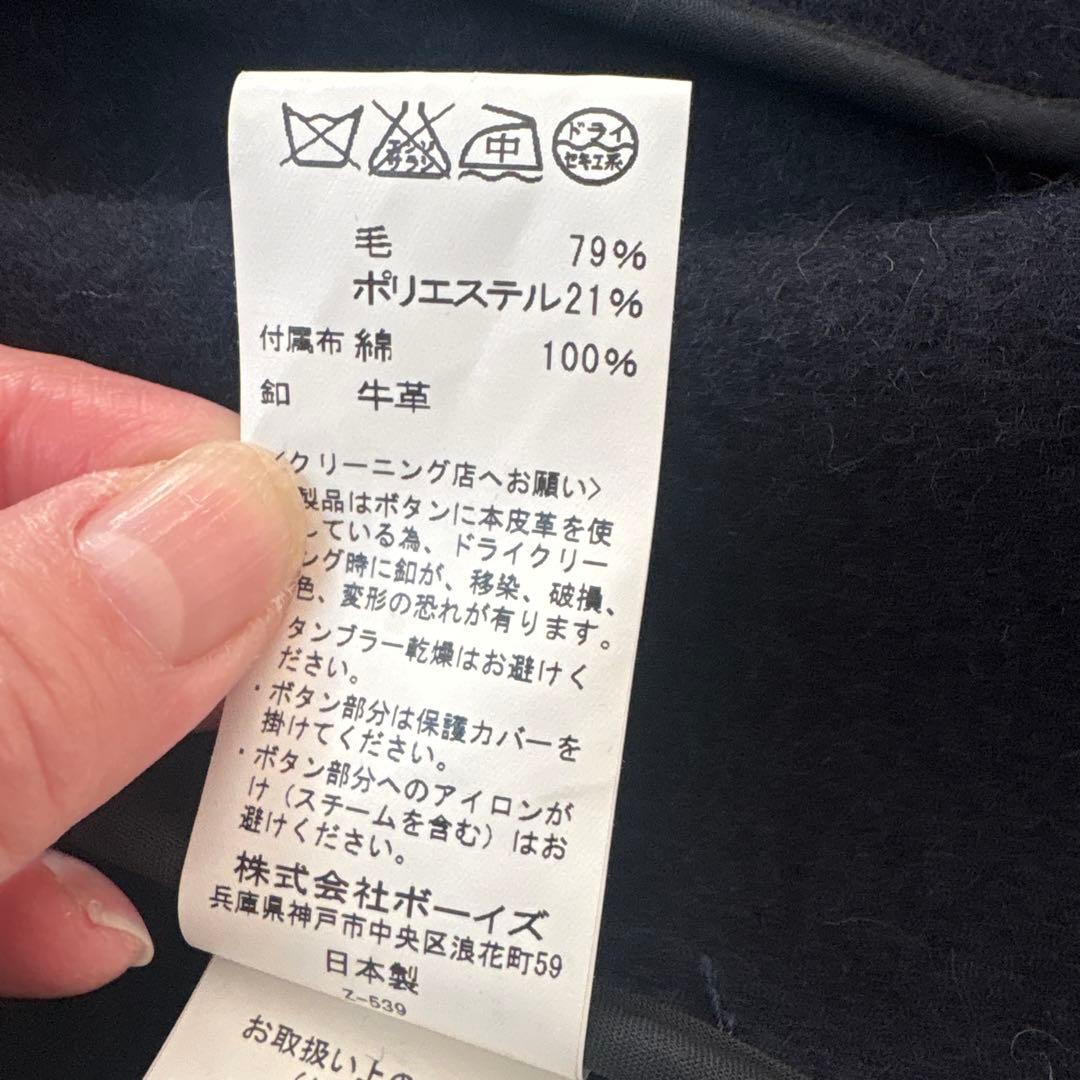 エンソサラシ
中
ドライ
セキユ系
毛 79%
ポリエステル21%
付属布 綿 100%
釦 牛革
<クリーニング店へお願い>
製品はボタンに本皮革を使
している為、ドライクリー
ング時に釦が、移染、破損、
色、変形の恐れが有ります。
タンブラー乾燥はお避けく
ださい。
・ボタン部分は保護カバーを
掛けてください。
・ボタン部分へのアイロンが
け（スチームを含む）はお
避けください。
株式会社ボーイズ
兵庫県神戸市中央区浪花町59
日本製
Z-539
お取扱い上の